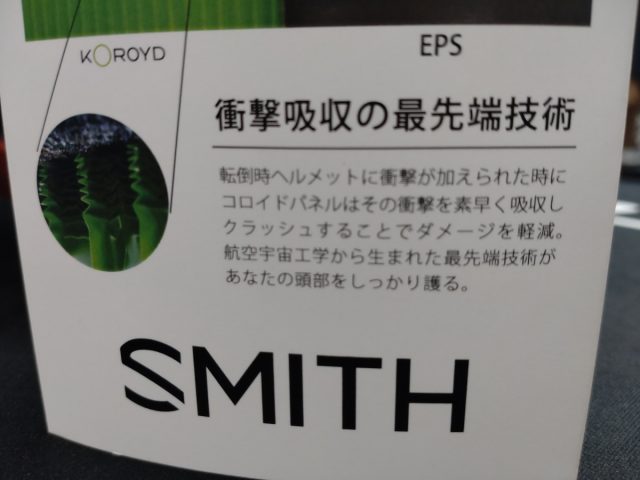 KOROYD
EPS
衝撃吸収の最先端技術
転倒時ヘルメットに衝撃が加えられた時に
コロイドパネルはその衝撃を素早く吸収し
クラッシュすることでダメージを軽減。
航空宇宙工学から生まれた最先端技術が
あなたの頭部をしっかり護る。
SMITH